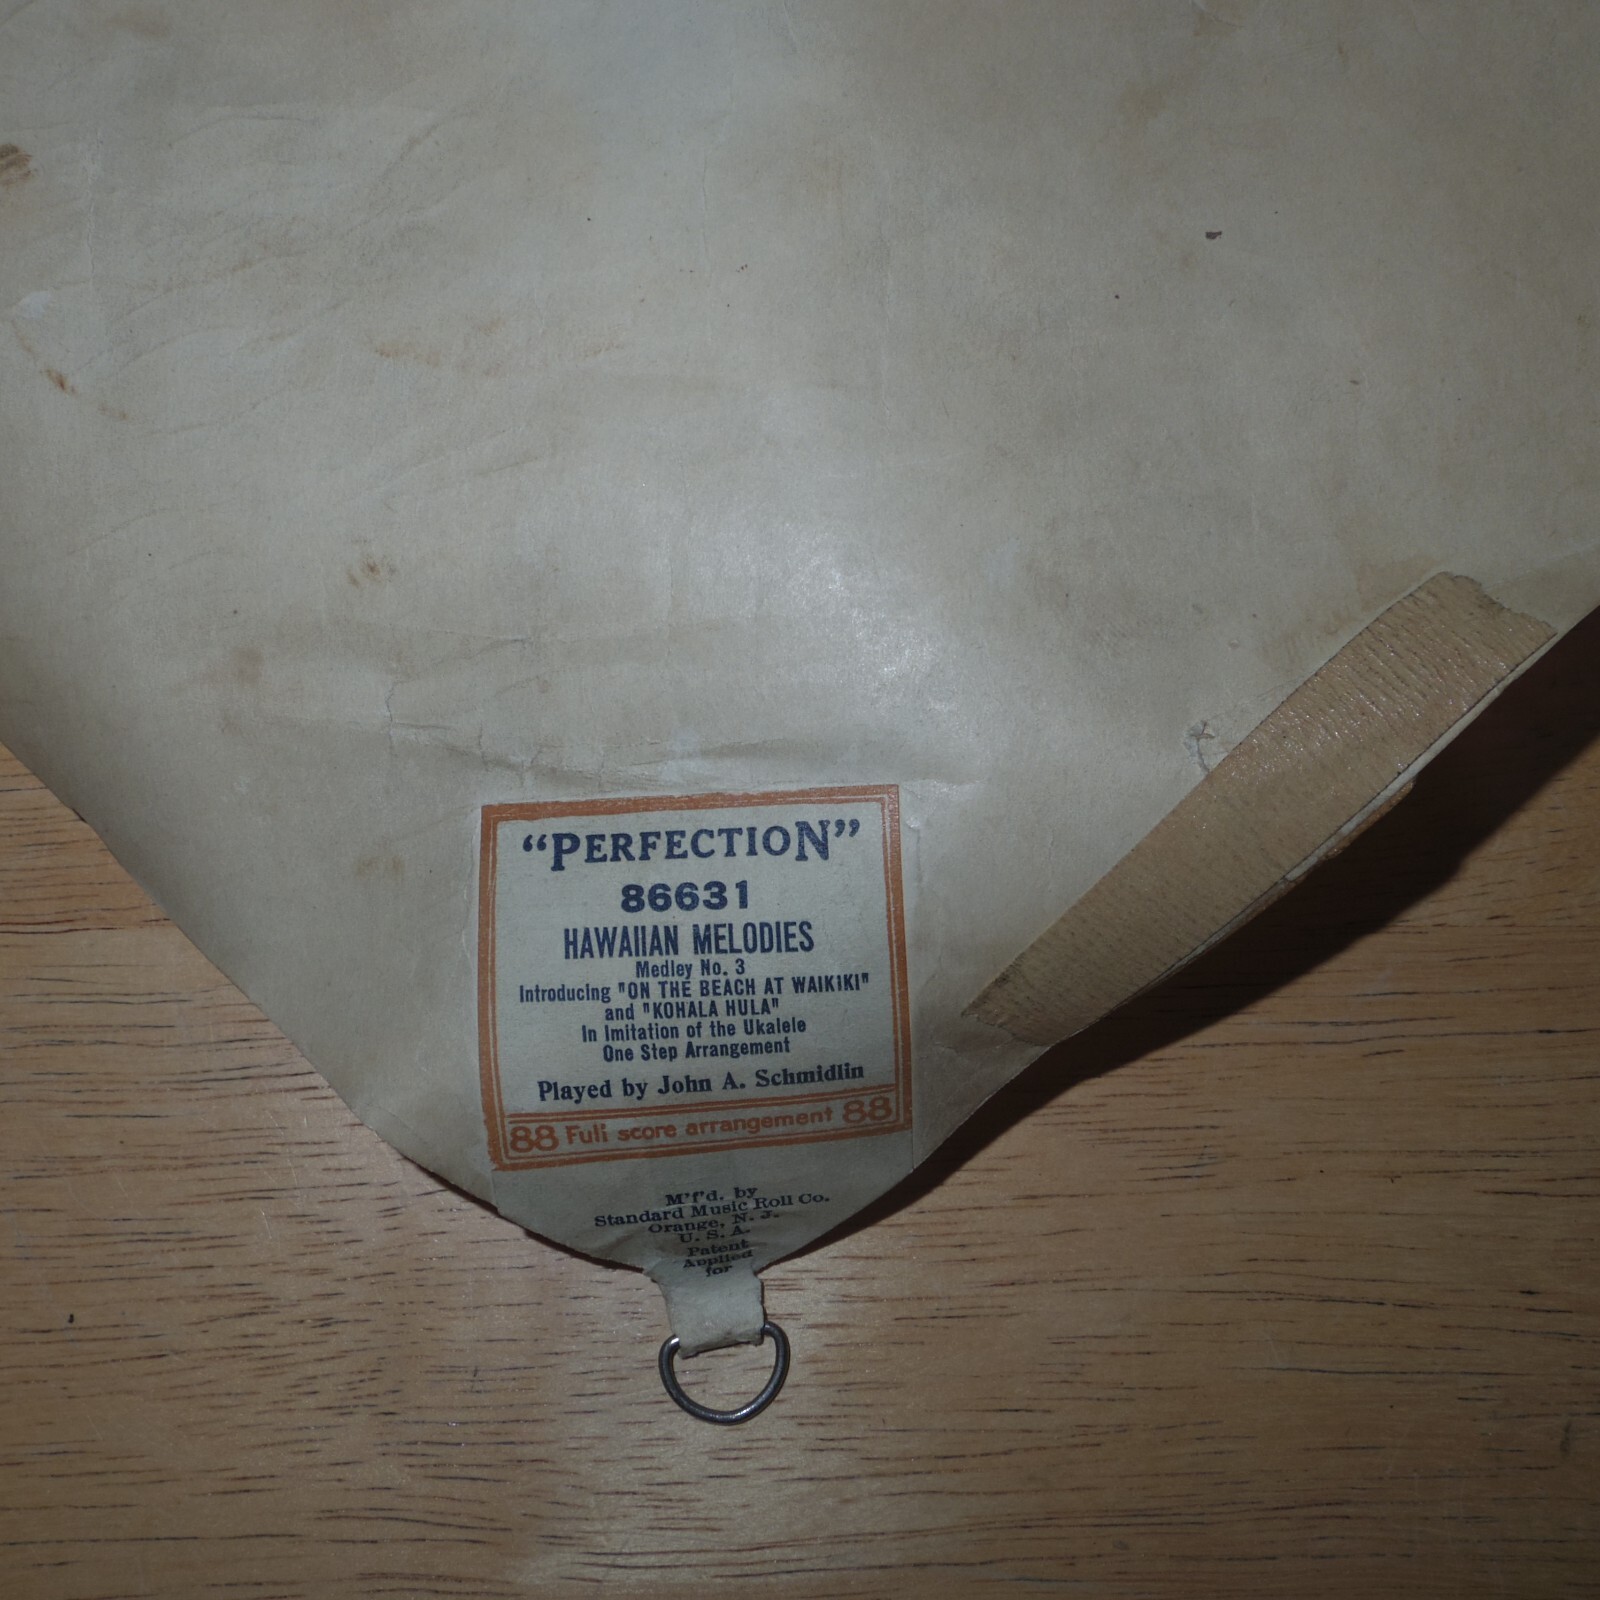 “PERFECTION”
86631
HAWAIIAN MELODIES
Medley No. 3
Introducing "ON THE BEACH AT WAIKIKI"
and "KOHALA HULA"
In Imitation of the Ukalele
One Step Arrangement
Played by John A. Schmidlin
88 Full score arrangement 88
M'f'd. by
Standard Music Roll Co.
Orange, N. J.
U. S. A.
Patent
Applied
for